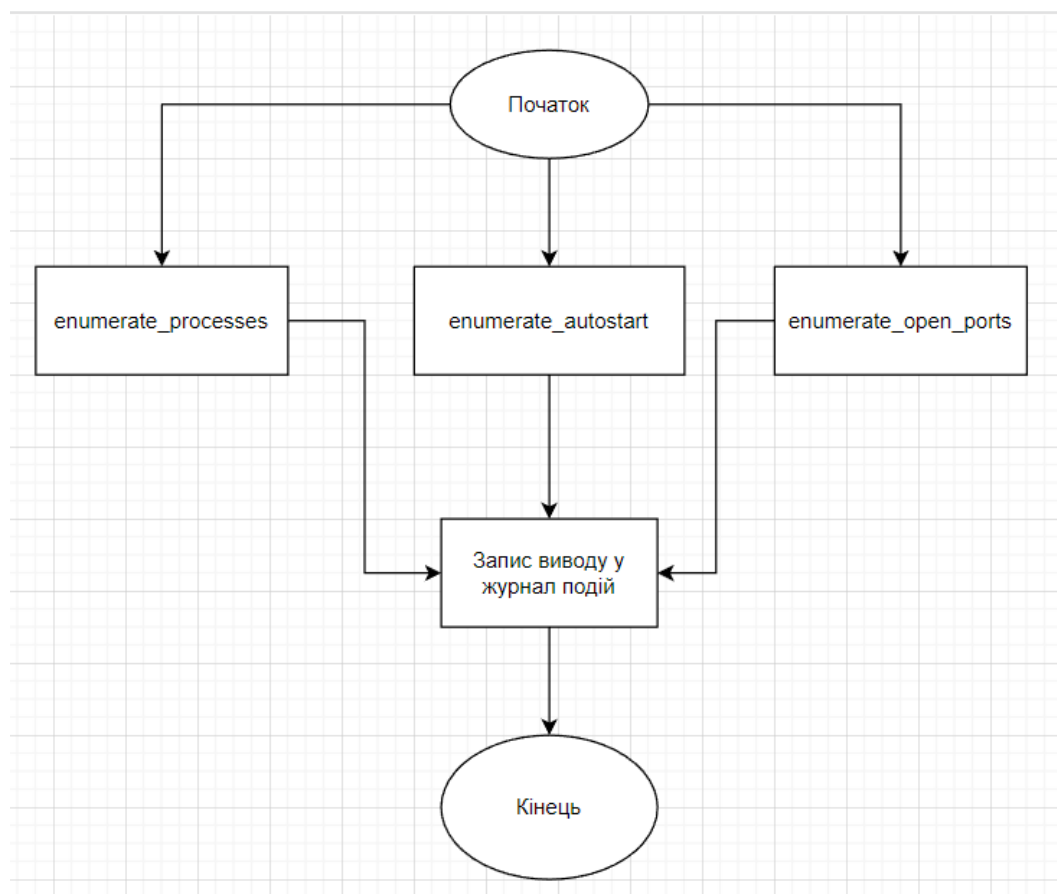 Початок
enumerate_processes
enumerate_autostart
enumerate_open_ports
Запис виводу у
журнал подій
Кінець